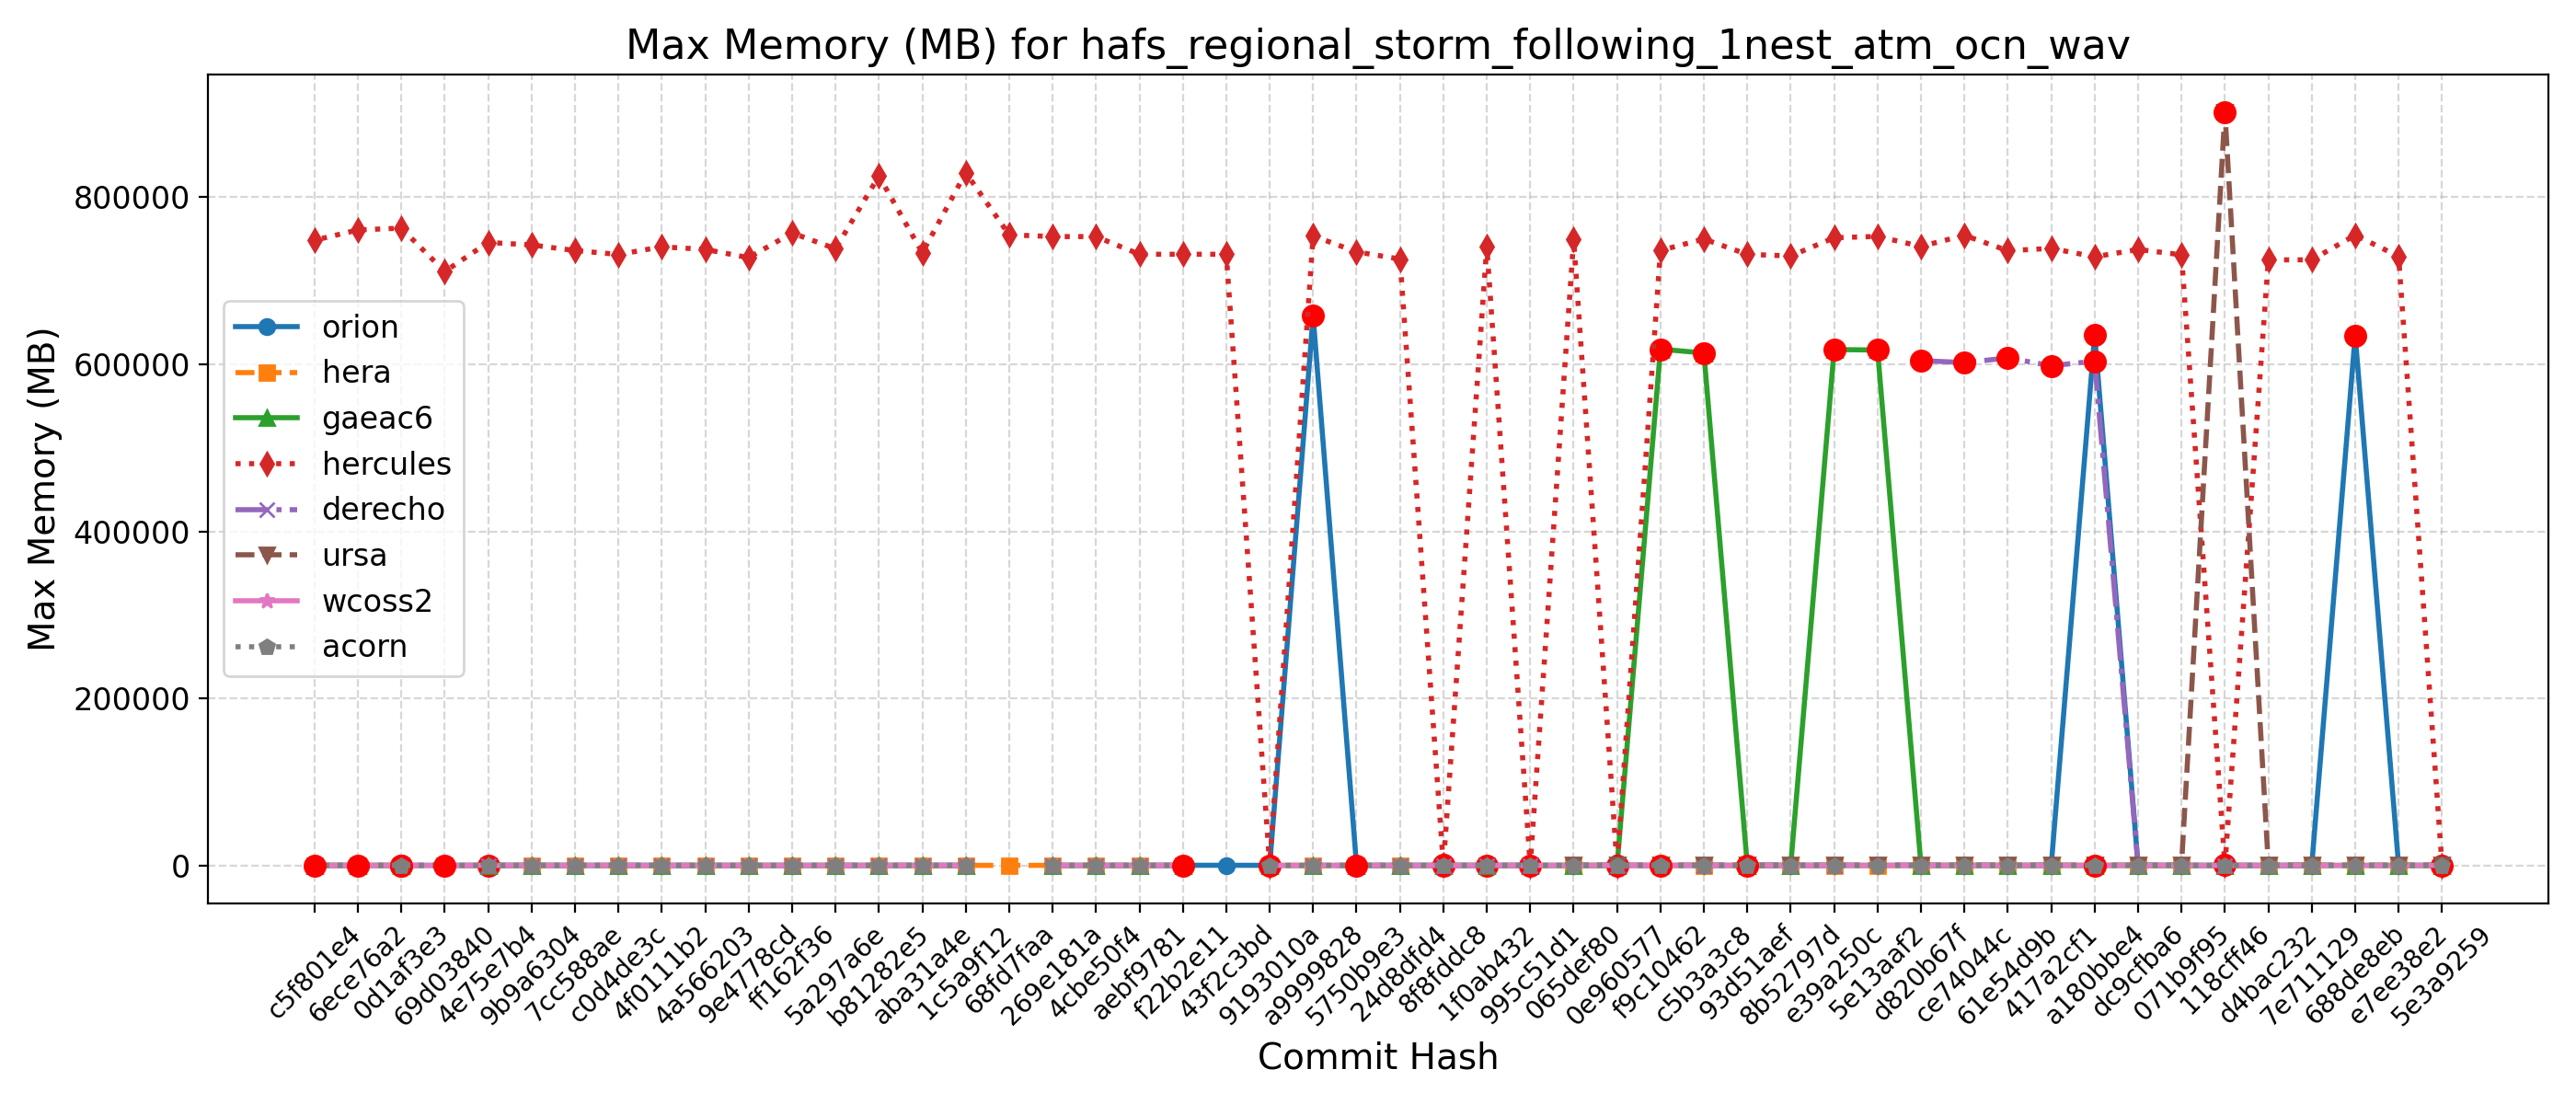 Max Memory (MB) for hafs_regional_storm_following_1nest_atm_ocn_wav
Max Memory (MB)
800000
600000
400000
200000
0
orion
hera
gaeac6
hercules
derecho
ursa
wcoss2
acorn
c5f801e4
6ece76a2
0d1af3e3
69d03840
4e75e7b4
9b9a6304
7cc588ae
c0d4de3c
4f0111b2
4a566203
9e4778cd
ff162f36
5a297a6e
b81282e5
aba31a4e
1c5a9f12
68fd7faa
269e181a
4cbe50f4
aebf9781
f22b2e11
43f2c3bd
9193010a
a9999828
5750b9e3
24d8dfd4
8f8fddc8
1f0ab432
995c51d1
065def80
0e960577
f9c10462
c5b3a3c8
93d51aef
8b52797d
e39a250c
5e13aaf2
d820b67f
ce74044c
61e54d9b
417a2cf1
a180bbe4
dc9cfba6
071b9f95
118cff46
d4bac232
7e711129
688de8eb
e7ee38e2
5e3a9259
Commit Hash